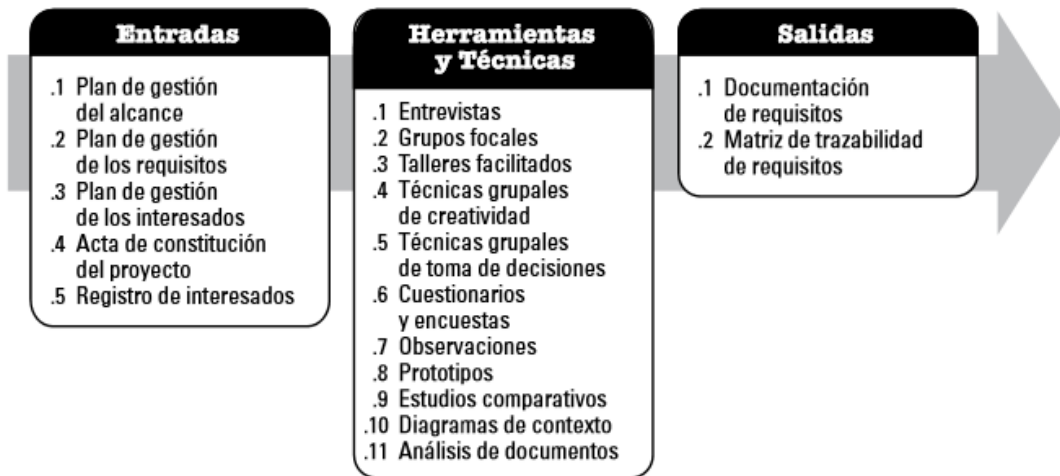 Entradas
.1 Plan de gestión
del alcance
.2 Plan de gestión
de los requisitos
.3 Plan de gestión
de los interesados
.4 Acta de constitución
del proyecto
.5 Registro de interesados
Herramientas
y Técnicas
.1 Entrevistas
.2 Grupos focales
.3 Talleres facilitados
.4 Técnicas grupales
de creatividad
.5 Técnicas grupales
de toma de decisiones
.6 Cuestionarios
y encuestas
.7 Observaciones
.8 Prototipos
.9 Estudios comparativos
.10 Diagramas de contexto
.11 Análisis de documentos
Salidas
.1 Documentación
de requisitos
.2 Matriz de trazabilidad
de requisitos